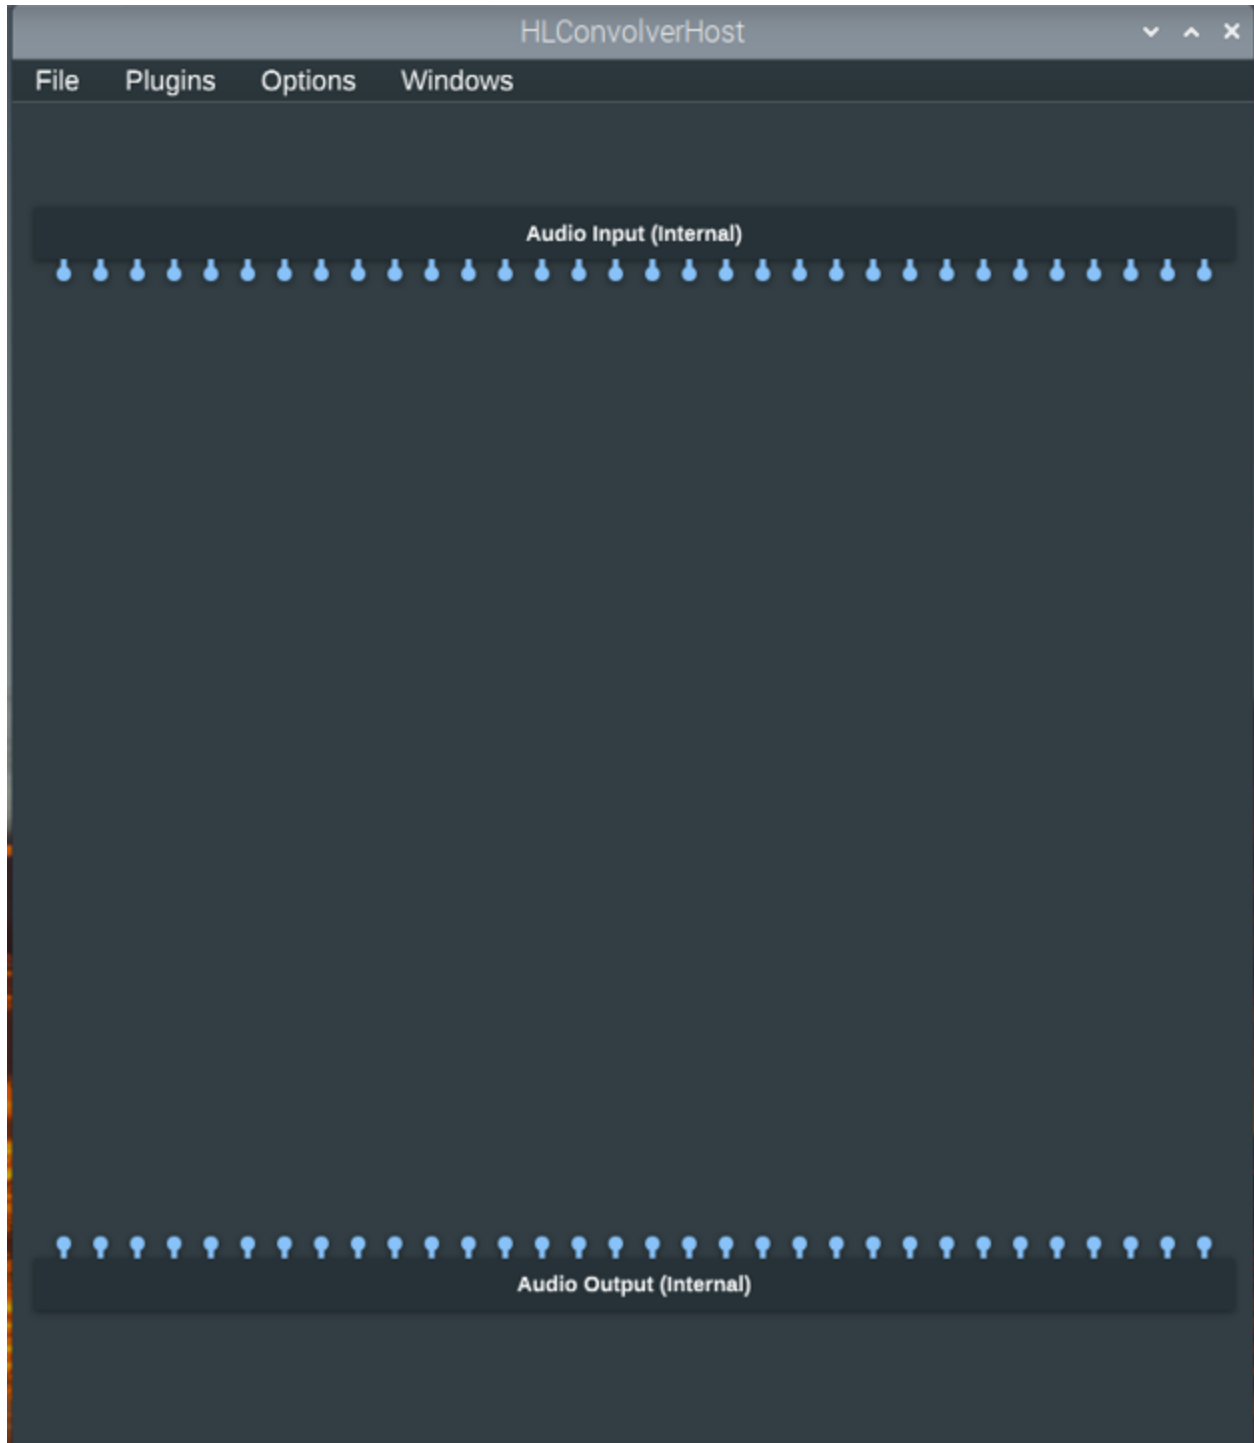 HLConvolverHost
File Plugins Options Windows
Audio Input (Internal)
Audio Output (Internal)